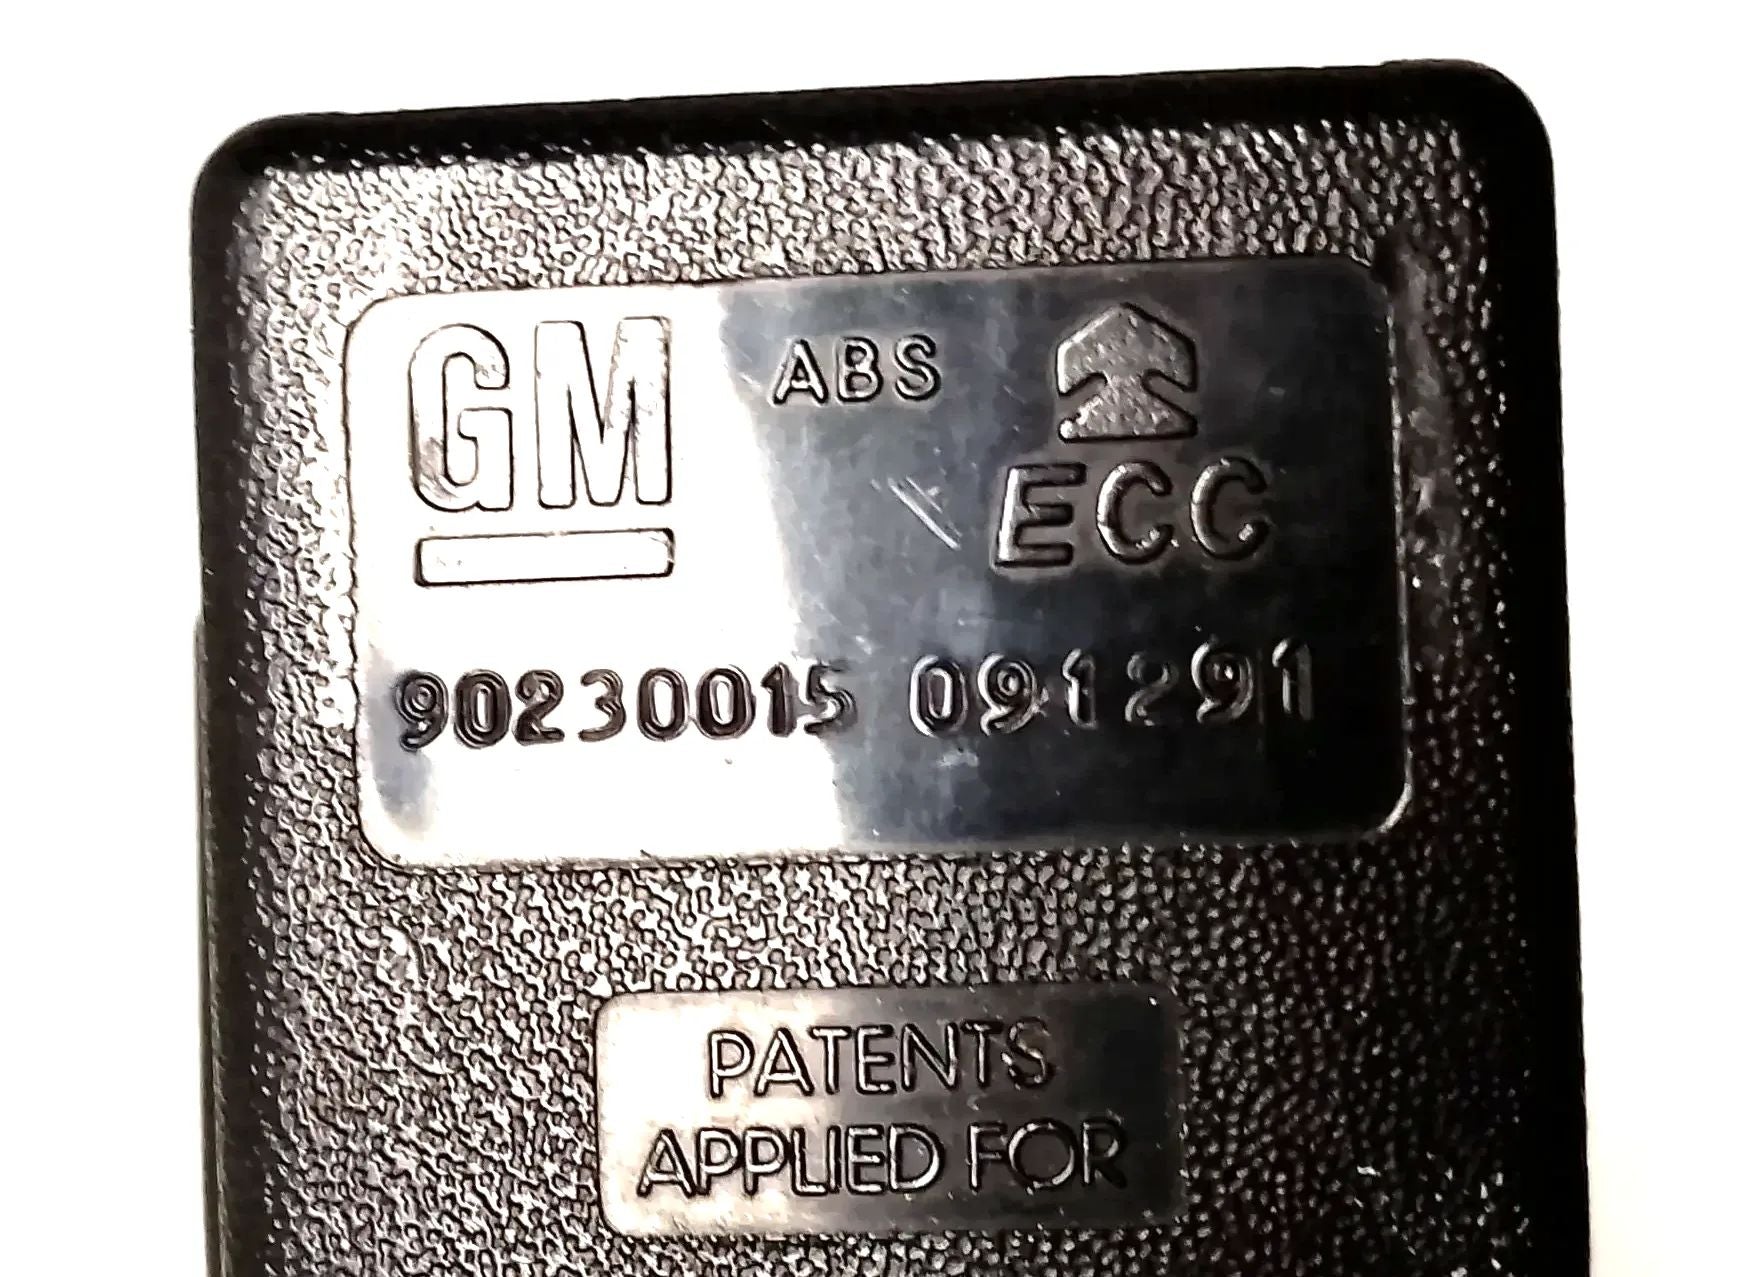 GM ABS
ECC
90230015 091291
PATENTS
APPLIED FOR